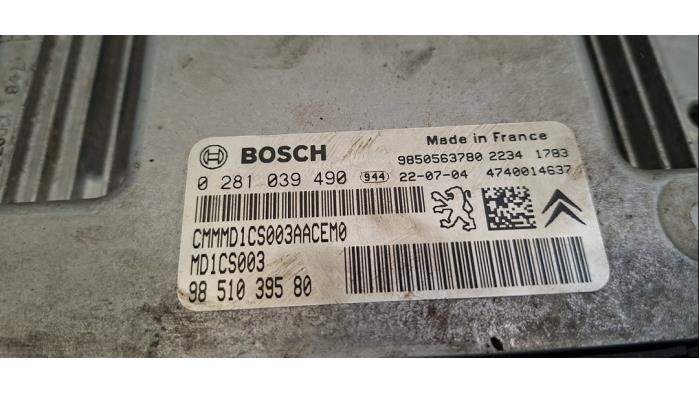 BOSCH
Made in France
9850563780 2234 1783
0 281 039 490 944 22-07-04 4740014637
CMMMD1CS003AACEM0
MD1CS003
98 510 395 80